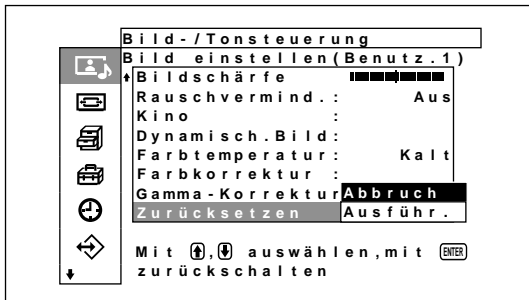 Bild-/Tonsteuerung
Bild einstellen(Benutz.1)
Bildschärfe
Rauschvermind.: Aus
Kino :
Dynamisch.Bild:
Farbtemperatur: Kalt
Farbkorrektur :
Gamma-Korrektur Abbruch
Zurücksetzen Ausführ.
Mit ↑,↓ auswählen,mit ENTER
zurückschalten